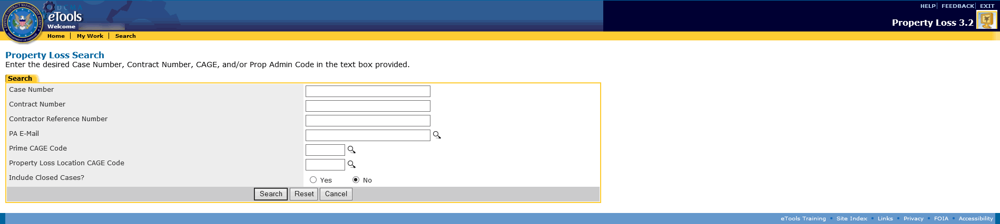 HELP | FEEDBACK | EXIT
DCMA
eTools
Welcome
Property Loss 3.2
Home | My Work | Search
Property Loss Search
Enter the desired Case Number, Contract Number, CAGE, and/or Prop Admin Code in the text box provided.
Search
Case Number
Contract Number
Contractor Reference Number
PA E-Mail
Prime CAGE Code
Property Loss Location CAGE Code
Include Closed Cases? Yes No
Search Reset Cancel
eTools Training • Site Index • Links • Privacy • FOIA • Accessibility